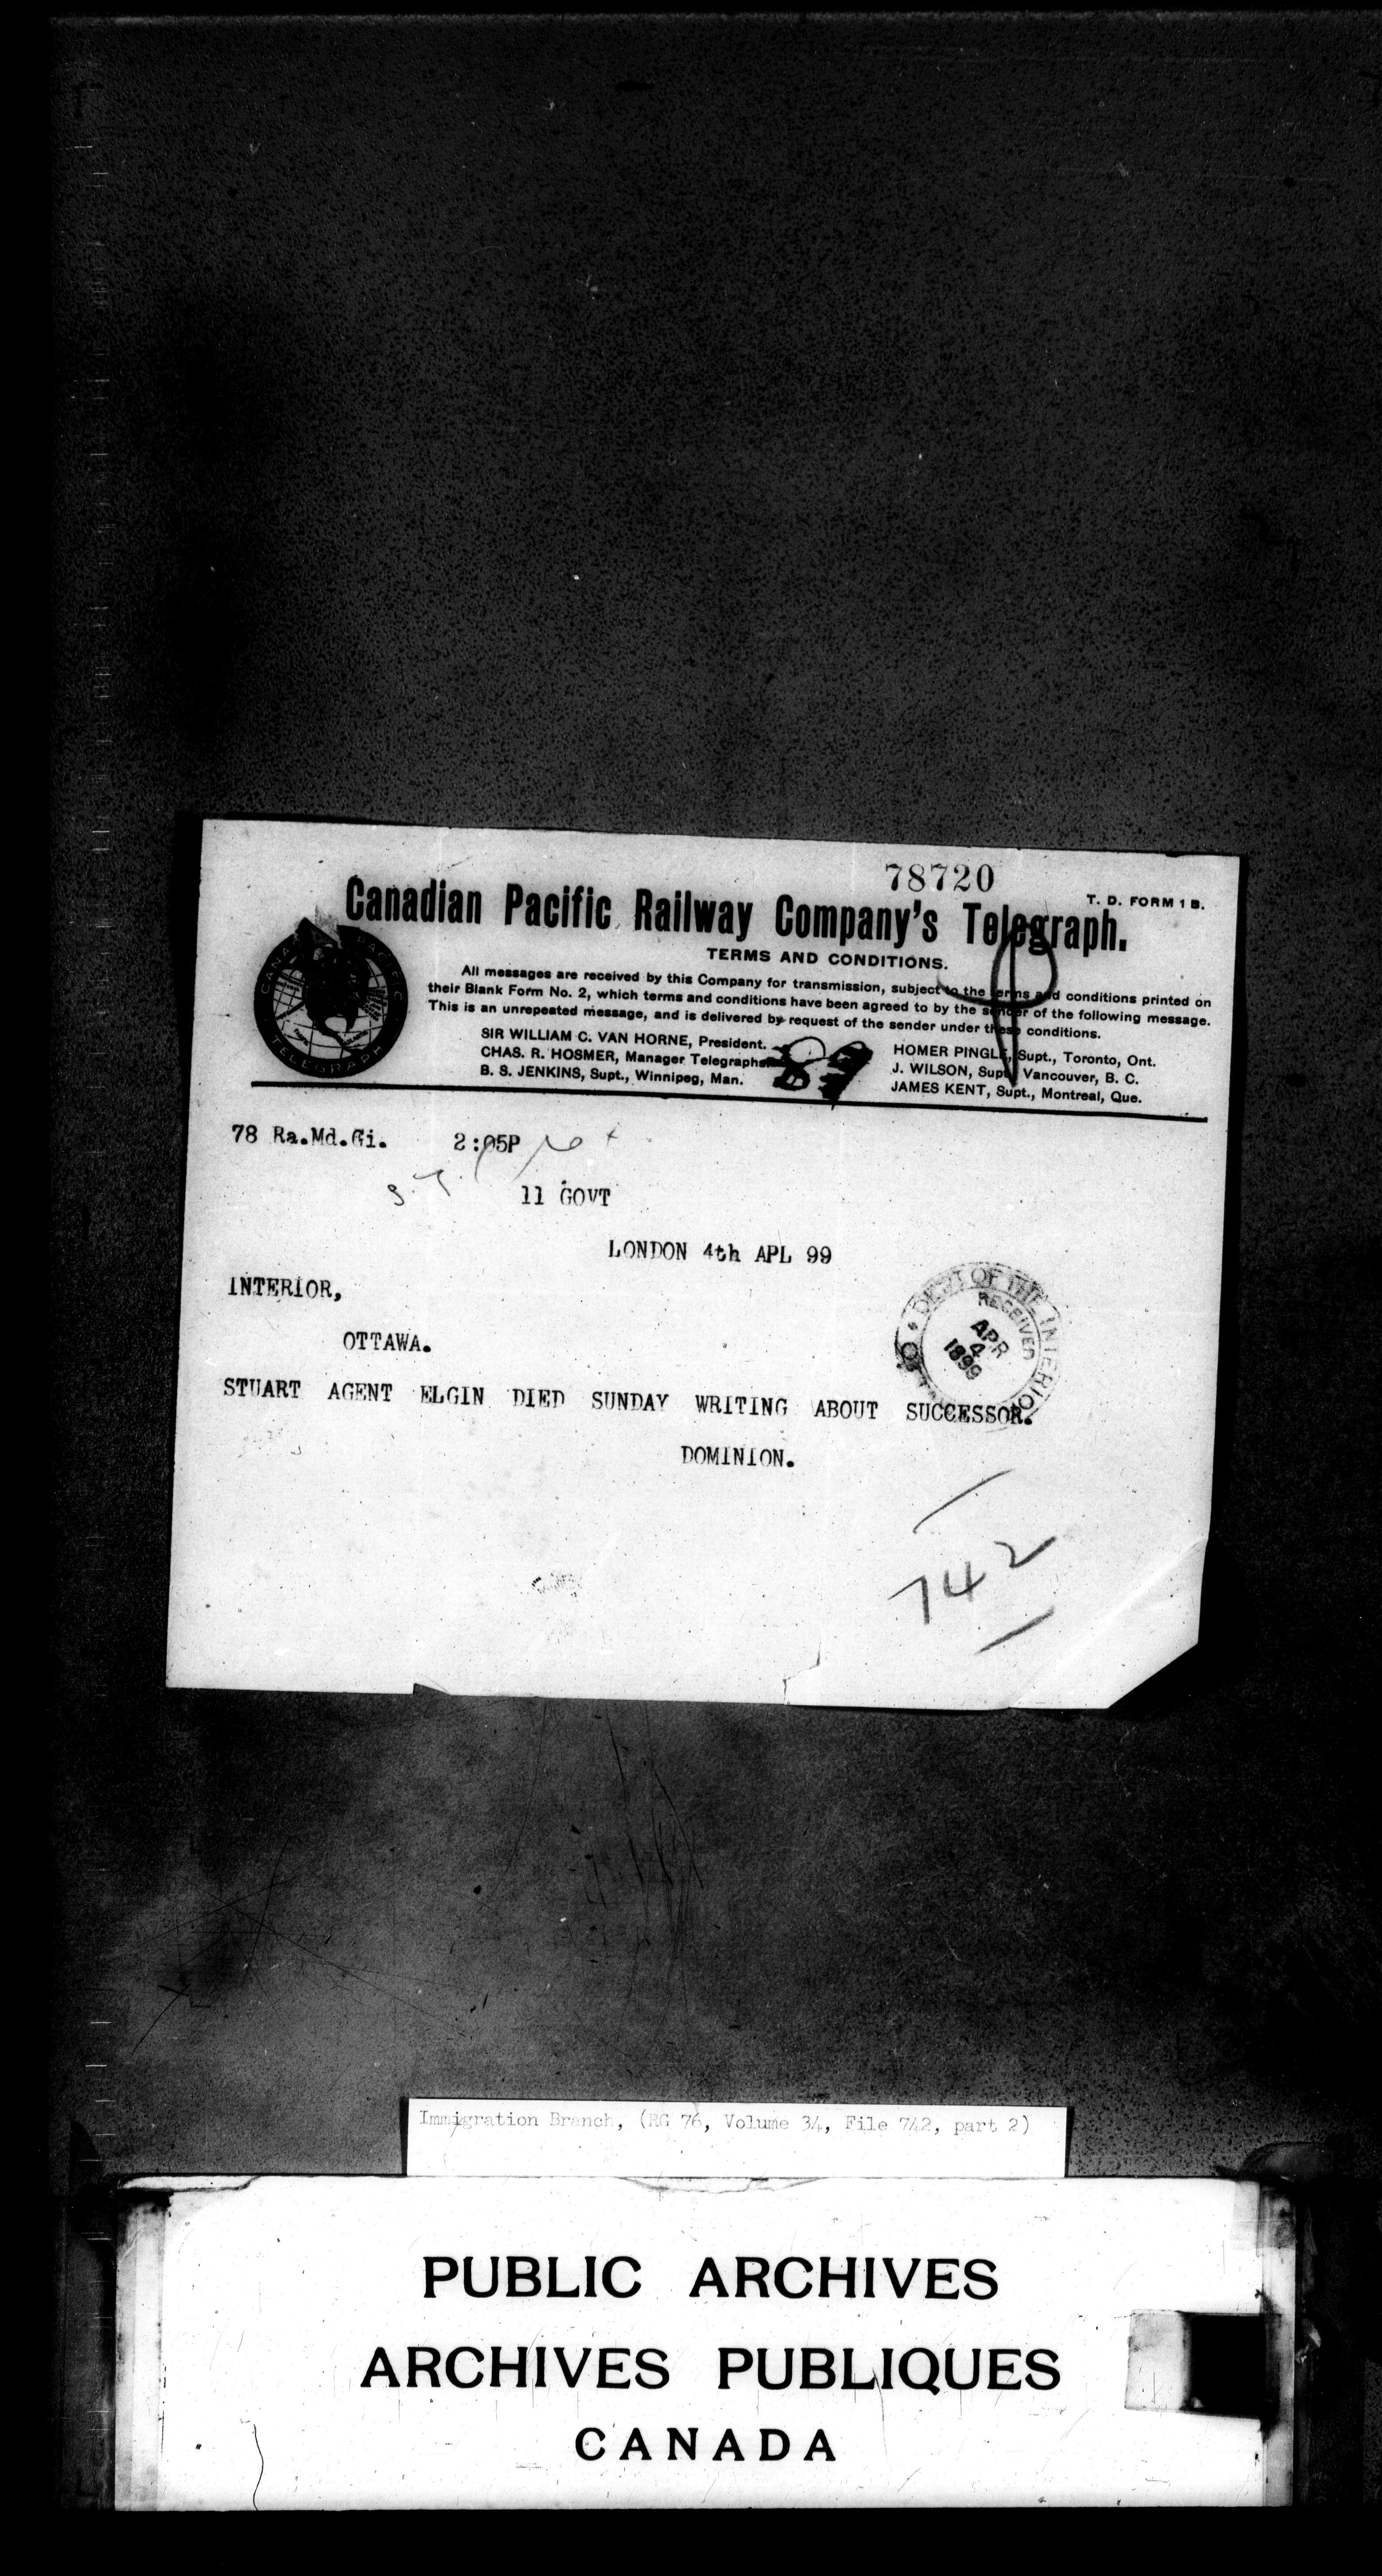 78720
T. D. FORM 1 B.
Canadian Pacific Railway Company's Telegraph.
TERMS AND CONDITIONS.
All messages are received by this Company for transmission, subject to the terms and conditions printed on
their Blank Form No. 2, which terms and conditions have been agreed to by the sender of the following message.
This is an unrepeated message, and is delivered by request of the sender under these conditions.
SIR WILLIAM C. VAN HORNE, President.
CHAS. R. HOSMER, Manager Telegraphs.
B. S. JENKINS, Supt., Winnipeg, Man.
HOMER PINGLE, Supt., Toronto, Ont.
J. WILSON, Supt., Vancouver, B. C.
JAMES KENT, Supt., Montreal, Que.
CANADIAN PACIFIC
TELEGRAPH
78 Ra.Md.Gi. 2:05P
11 GOVT
LONDON 4th APL 99
INTERIOR,
OTTAWA.
DEPT OF THE INTERIOR
RECEIVED
APR
4
1899
STUART AGENT ELGIN DIED SUNDAY WRITING ABOUT SUCCESSOR.
DOMINION.
742
Immigration Branch, (RG 76, Volume 34, File 742, part 2)
PUBLIC ARCHIVES
ARCHIVES PUBLIQUES
CANADA